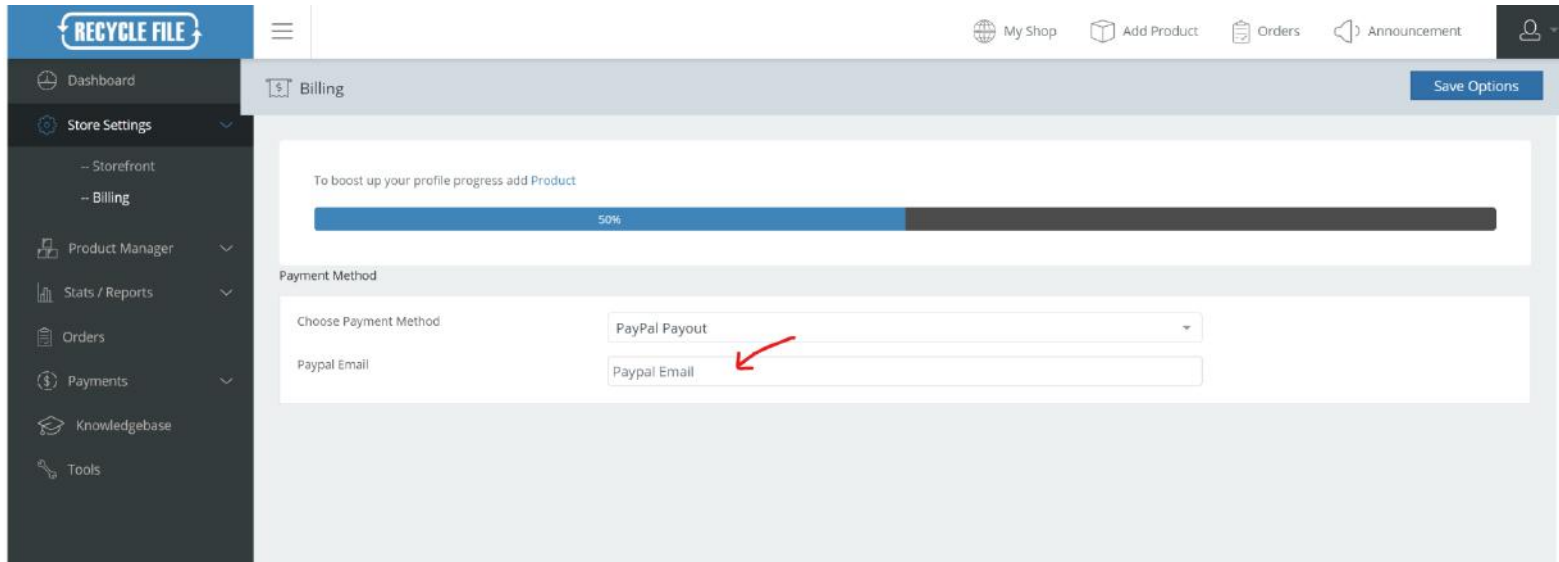 RECYCLE FILE
My Shop
Add Product
Orders
Announcement
Dashboard
Store Settings
-- Storefront
-- Billing
Product Manager
Stats / Reports
Orders
Payments
Knowledgebase
Tools
Billing
Save Options
To boost up your profile progress add Product
50%
Payment Method
Choose Payment Method
PayPal Payout
Paypal Email
Paypal Email